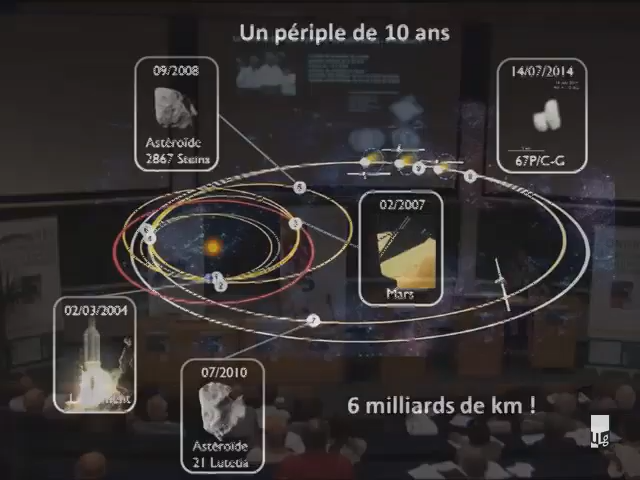 Un périple de 10 ans
09/2008
Astéroïde
2867 Steins
14/07/2014
67P/C-G
02/2007
Mars
02/03/2004
07/2010
Astéroïde
21 Lutetia
6 milliards de km !
ULg